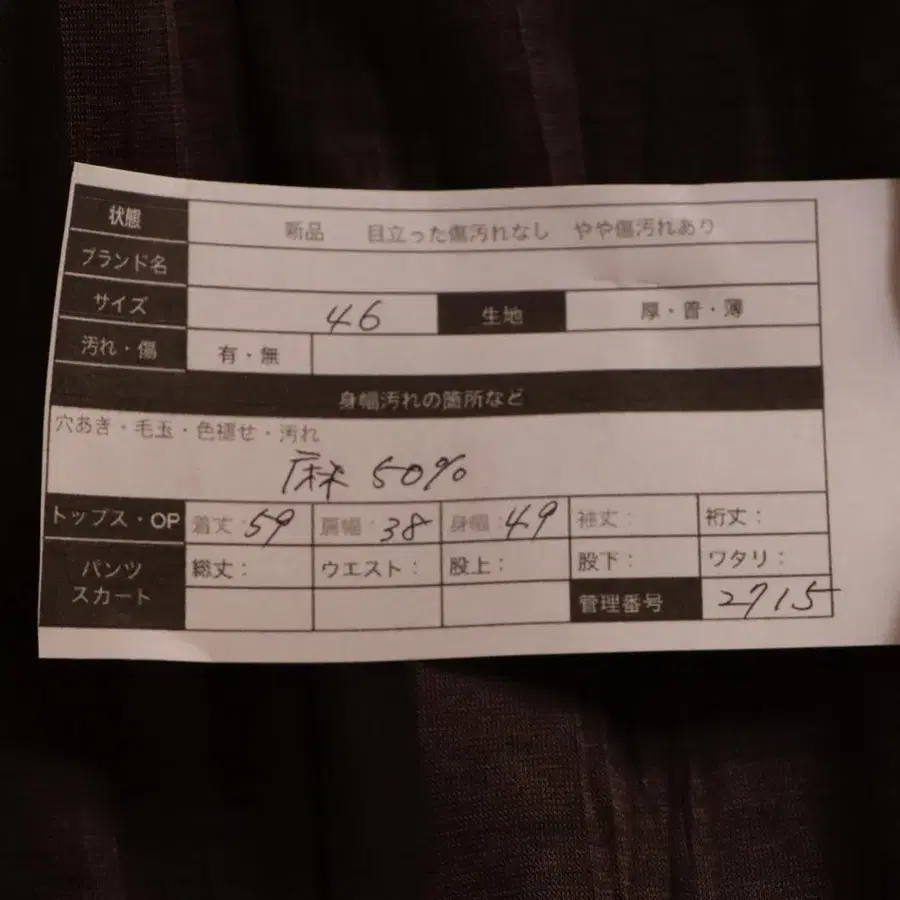 状態 新品 目立った傷汚れなし やや傷汚れあり
ブランド名
サイズ 46 生地 厚・普・薄
汚れ・傷 有・無
身幅汚れの箇所など
穴あき・毛玉・色褪せ・汚れ
麻 50%
トップス・OP 着丈:59 肩幅:38 身幅:49 袖丈: 裄丈:
パンツ スカート 総丈: ウエスト: 股上: 股下: ワタリ:
管理番号 2715